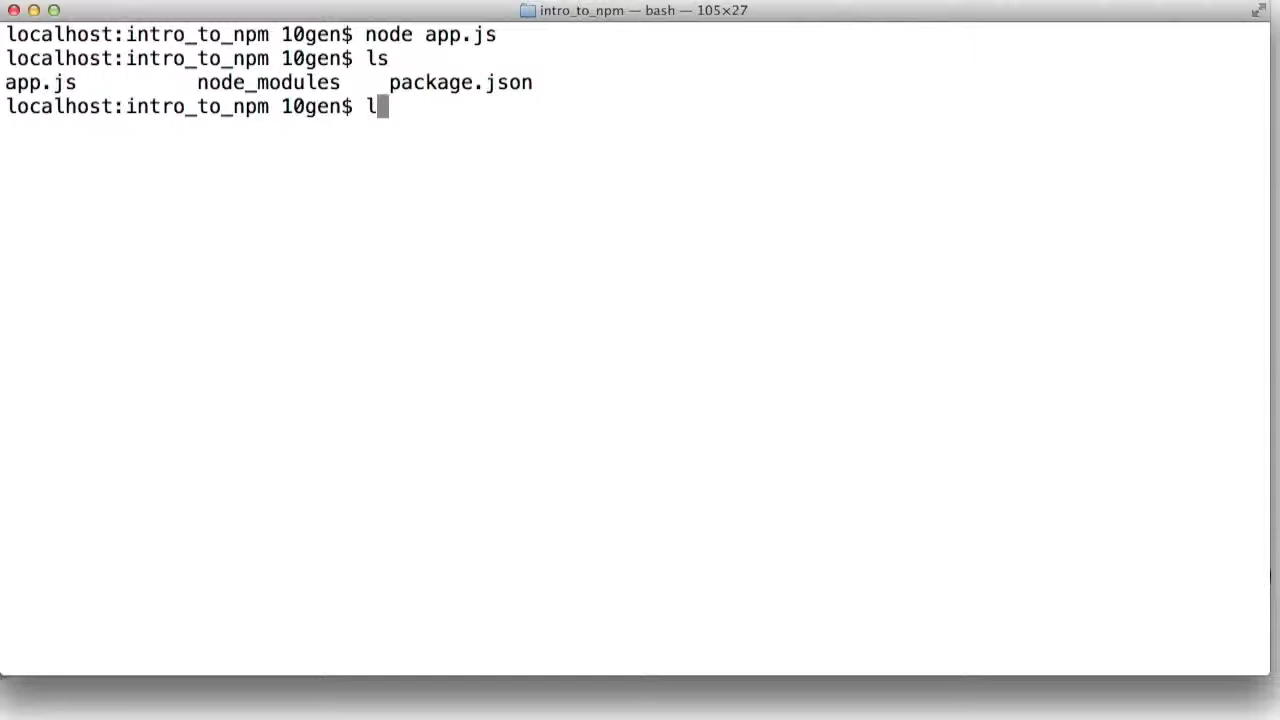 intro_to_npm — bash — 105×27
localhost:intro_to_npm 10gen$ node app.js
localhost:intro_to_npm 10gen$ ls
app.js          node_modules    package.json
localhost:intro_to_npm 10gen$ l